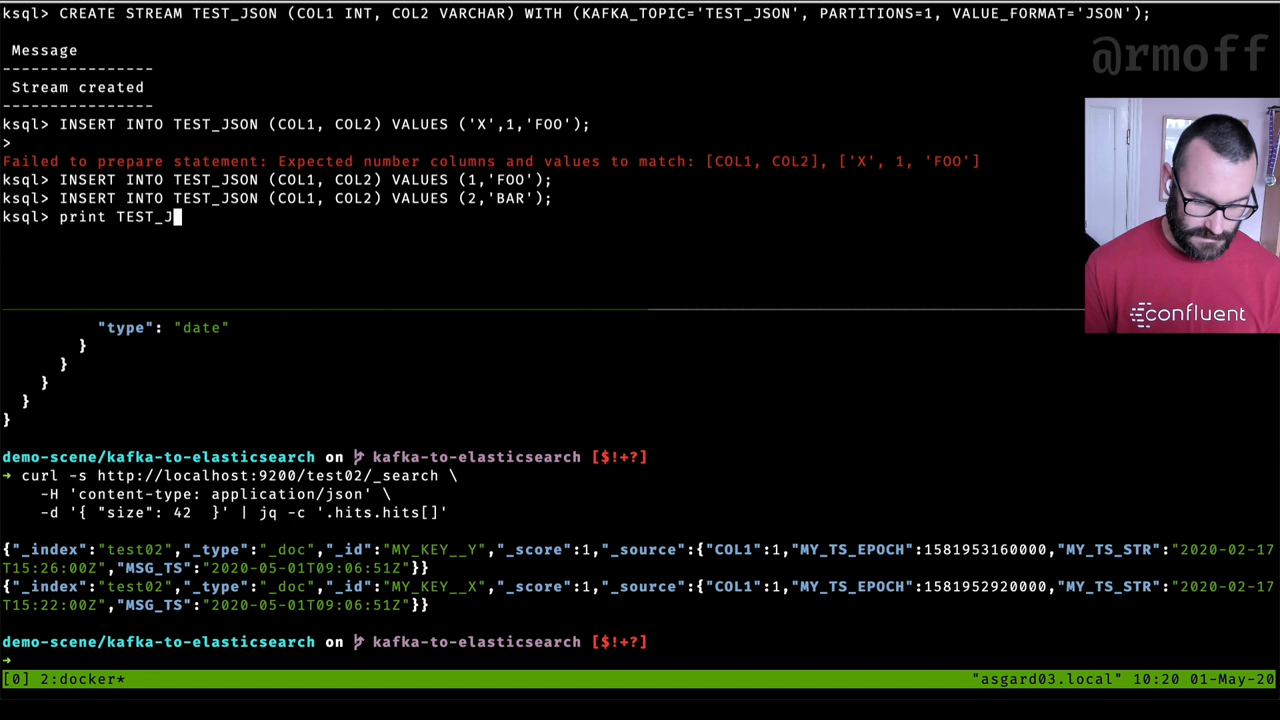 ksql> CREATE STREAM TEST_JSON (COL1 INT, COL2 VARCHAR) WITH (KAFKA_TOPIC='TEST_JSON', PARTITIONS=1, VALUE_FORMAT='JSON');
@rmoff
Message
----------------
Stream created
----------------
ksql> INSERT INTO TEST_JSON (COL1, COL2) VALUES ('X',1,'FOO');
>
Failed to prepare statement: Expected number columns and values to match: [COL1, COL2], ['X', 1, 'FOO']
ksql> INSERT INTO TEST_JSON (COL1, COL2) VALUES (1,'FOO');
ksql> INSERT INTO TEST_JSON (COL1, COL2) VALUES (2,'BAR');
ksql> print TEST_J
confluent
"type": "date"
}
}
}
}
}
demo-scene/kafka-to-elasticsearch on kafka-to-elasticsearch [$!+?]
→ curl -s http://localhost:9200/test02/_search \
-H 'content-type: application/json' \
-d '{ "size": 42  }' | jq -c '.hits.hits[]'
{"_index":"test02","_type":"_doc","_id":"MY_KEY__Y","_score":1,"_source":{"COL1":1,"MY_TS_EPOCH":1581953160000,"MY_TS_STR":"2020-02-17
T15:26:00Z","MSG_TS":"2020-05-01T09:06:51Z"}}
{"_index":"test02","_type":"_doc","_id":"MY_KEY__X","_score":1,"_source":{"COL1":1,"MY_TS_EPOCH":1581952920000,"MY_TS_STR":"2020-02-17
T15:22:00Z","MSG_TS":"2020-05-01T09:06:51Z"}}
demo-scene/kafka-to-elasticsearch on kafka-to-elasticsearch [$!+?]
→
[0] 2:docker* "asgard03.local" 10:20 01-May-20